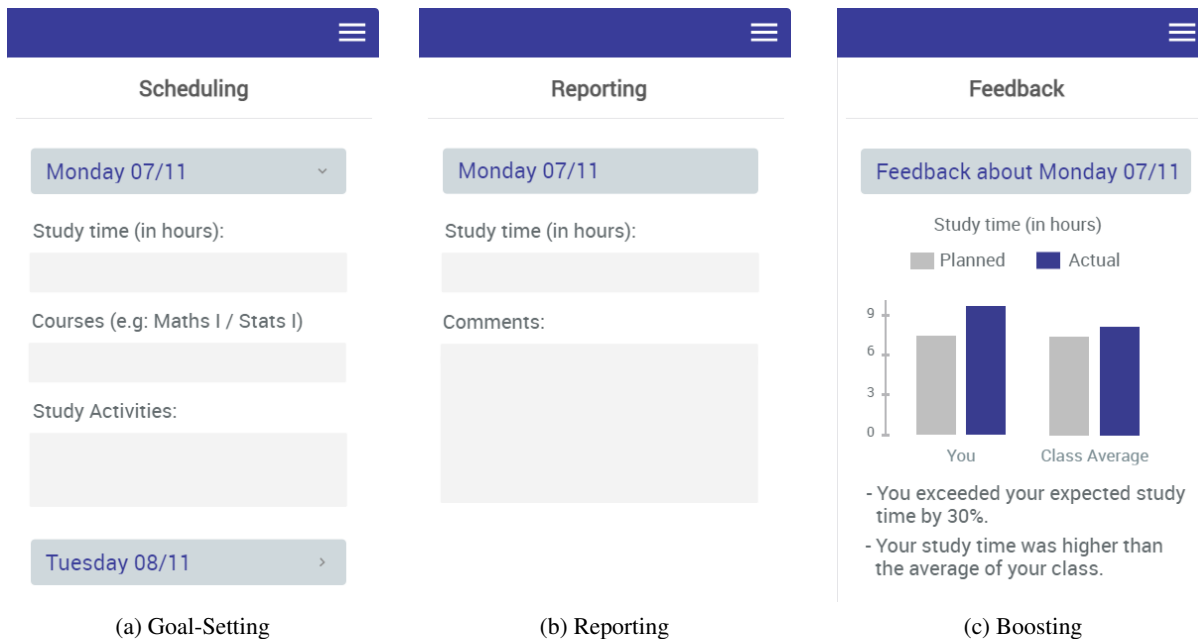 Scheduling
Monday 07/11
Study time (in hours):
Courses (e.g: Maths I / Stats I)
Study Activities:
Tuesday 08/11
(a) Goal-Setting
Reporting
Monday 07/11
Study time (in hours):
Comments:
(b) Reporting
Feedback
Feedback about Monday 07/11
Study time (in hours)
Planned Actual
9
6
3
0
You Class Average
- You exceeded your expected study
time by 30%.
- Your study time was higher than
the average of your class.
(c) Boosting